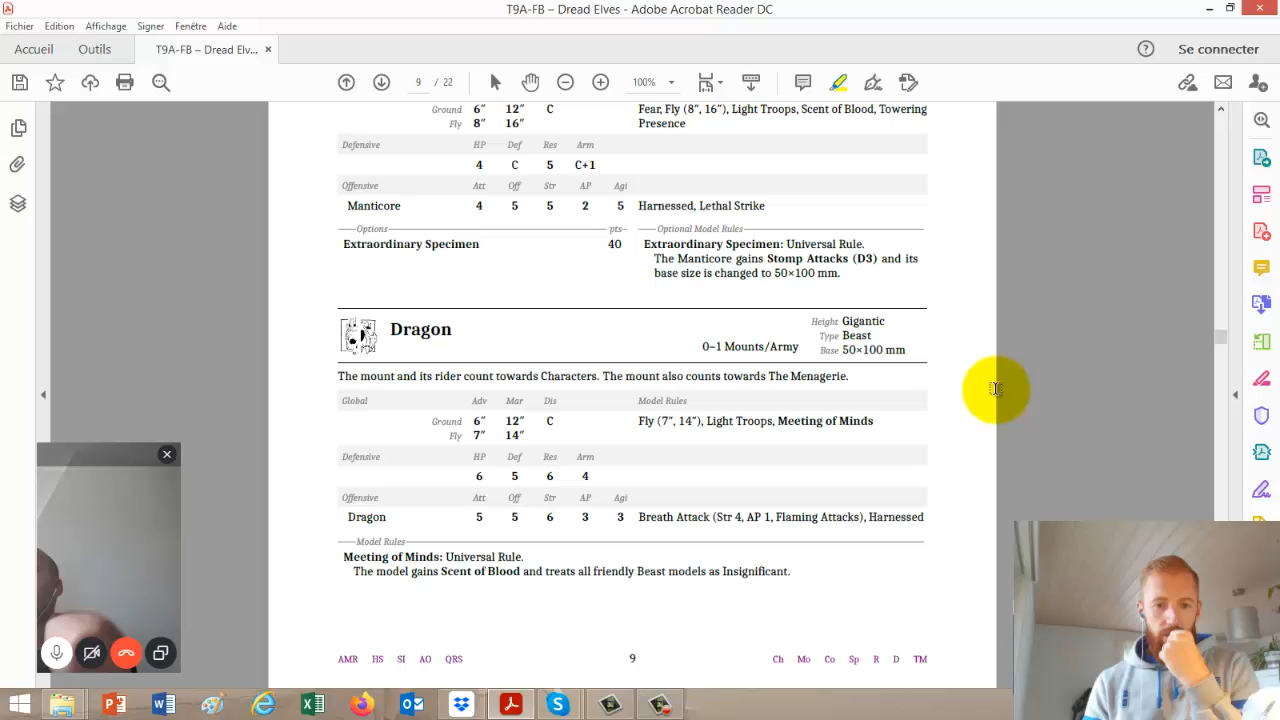 T9A-FB – Dread Elves - Adobe Acrobat Reader DC
Fichier Edition Affichage Signer Fenêtre Aide
Accueil Outils T9A-FB – Dread Elv... × Se connecter
9 / 22 100%
Ground 6″ 12″ C Fear, Fly (8″, 16″), Light Troops, Scent of Blood, Towering
Fly 8″ 16″ Presence
Defensive HP Def Res Arm
4 C 5 C+1
Offensive Att Off Str AP Agi
Manticore 4 5 5 2 5 Harnessed, Lethal Strike
Options pts Optional Model Rules
Extraordinary Specimen 40 Extraordinary Specimen: Universal Rule.
The Manticore gains Stomp Attacks (D3) and its
base size is changed to 50×100 mm.
Dragon
Height Gigantic
0–1 Mounts/Army Type Beast
Base 50×100 mm
The mount and its rider count towards Characters. The mount also counts towards The Menagerie.
Global Adv Mar Dis Model Rules
Ground 6″ 12″ C Fly (7″, 14″), Light Troops, Meeting of Minds
Fly 7″ 14″
Defensive HP Def Res Arm
6 5 6 4
Offensive Att Off Str AP Agi
Dragon 5 5 6 3 3 Breath Attack (Str 4, AP 1, Flaming Attacks), Harnessed
Model Rules
Meeting of Minds: Universal Rule.
The model gains Scent of Blood and treats all friendly Beast models as Insignificant.
AMR HS SI AO QRS 9 Ch Mo Co Sp R D TM